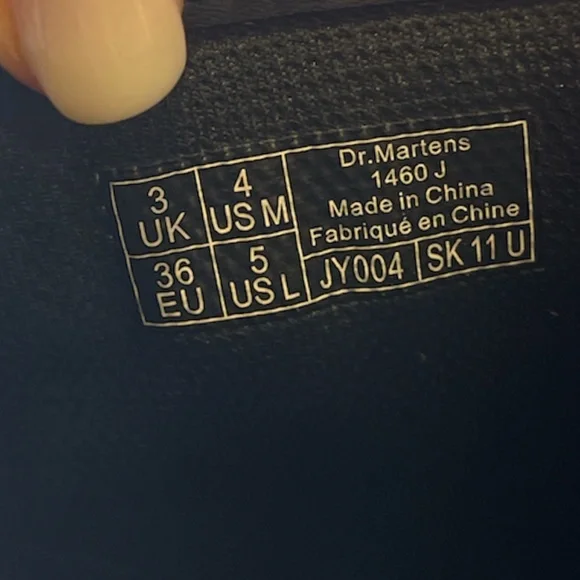 3
UK
4
US M
36
EU
5
US L
Dr.Martens
1460 J
Made in China
Fabriqué en Chine
JY004
SK 11 U